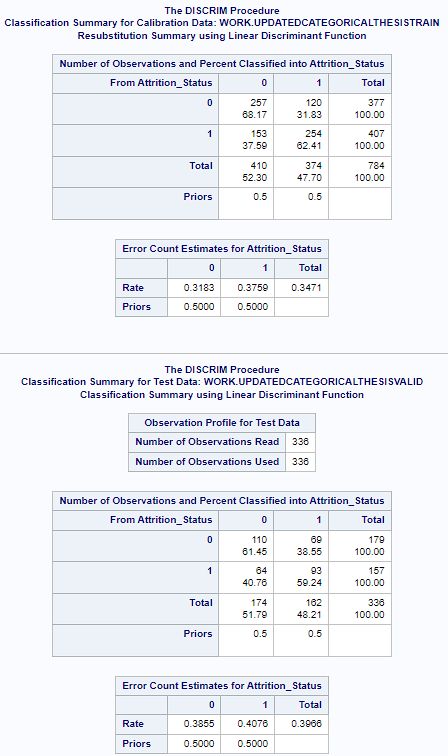 The DISCRIM Procedure
Classification Summary for Calibration Data: WORK.UPDATEDCATEGORICALTHESISTRAIN
Resubstitution Summary using Linear Discriminant Function
Number of Observations and Percent Classified into Attrition_Status
From Attrition_Status 0 1 Total
0 257 120 377
68.17 31.83 100.00
1 153 254 407
37.59 62.41 100.00
Total 410 374 784
52.30 47.70 100.00
Priors 0.5 0.5
Error Count Estimates for Attrition_Status
0 1 Total
Rate 0.3183 0.3759 0.3471
Priors 0.5000 0.5000
The DISCRIM Procedure
Classification Summary for Test Data: WORK.UPDATEDCATEGORICALTHESISVALID
Classification Summary using Linear Discriminant Function
Observation Profile for Test Data
Number of Observations Read 336
Number of Observations Used 336
Number of Observations and Percent Classified into Attrition_Status
From Attrition_Status 0 1 Total
0 110 69 179
61.45 38.55 100.00
1 64 93 157
40.76 59.24 100.00
Total 174 162 336
51.79 48.21 100.00
Priors 0.5 0.5
Error Count Estimates for Attrition_Status
0 1 Total
Rate 0.3855 0.4076 0.3966
Priors 0.5000 0.5000